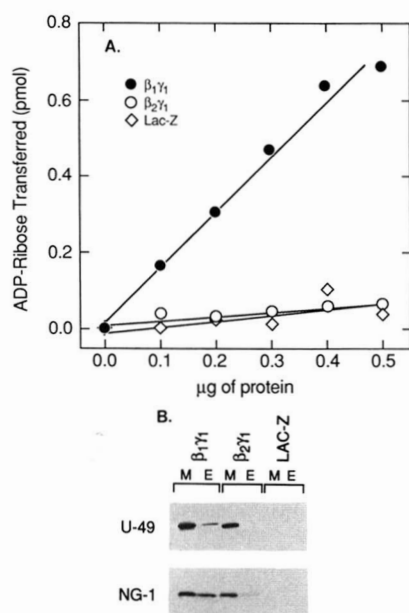 A.
β₁γ₁
β₂γ₁
Lac-Z
ADP-Ribose Transferred (pmol)
0.8
0.6
0.4
0.2
0.0
0.0 0.1 0.2 0.3 0.4 0.5
μg of protein
B.
β₁γ₁ β₂γ₁ LAC-Z
M E M E M E
U-49
NG-1